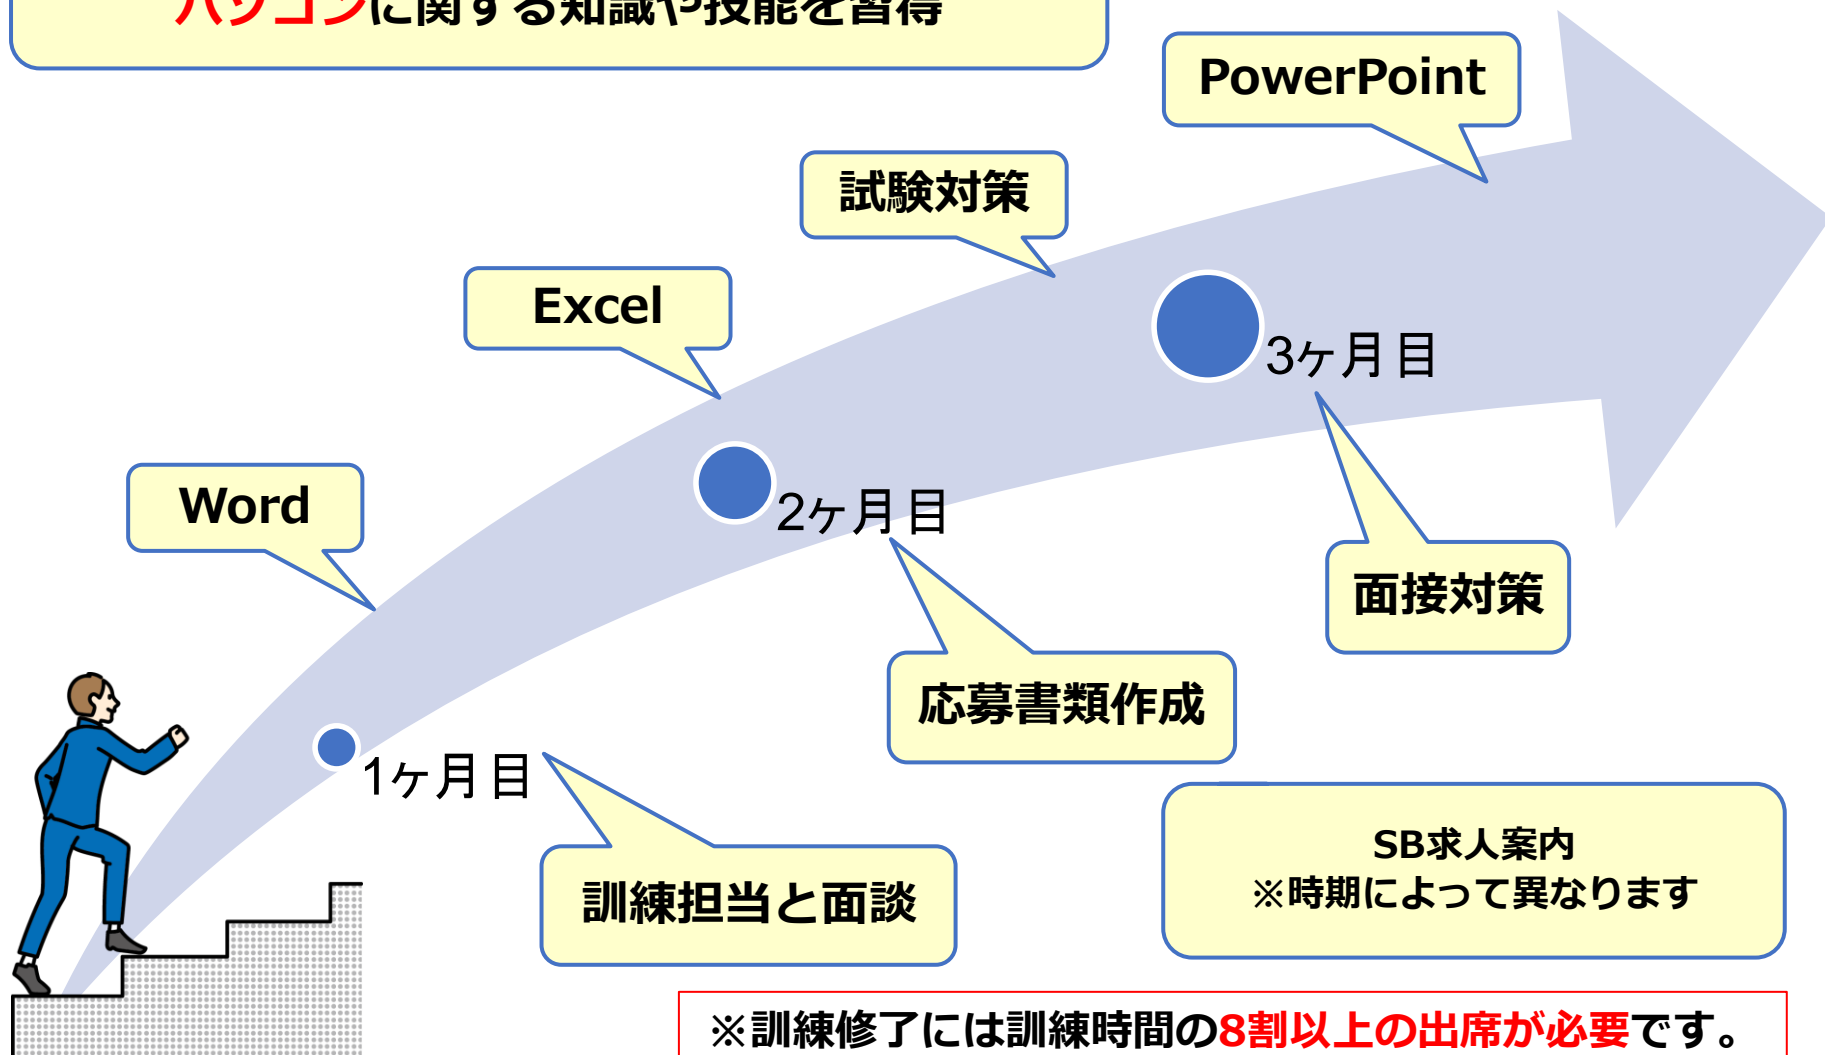 パソコンに関する知識や技能を習得
PowerPoint
試験対策
Excel
3ヶ月目
Word
2ヶ月目
面接対策
応募書類作成
1ヶ月目
訓練担当と面談
SB求人案内
※時期によって異なります
※訓練修了には訓練時間の8割以上の出席が必要です。